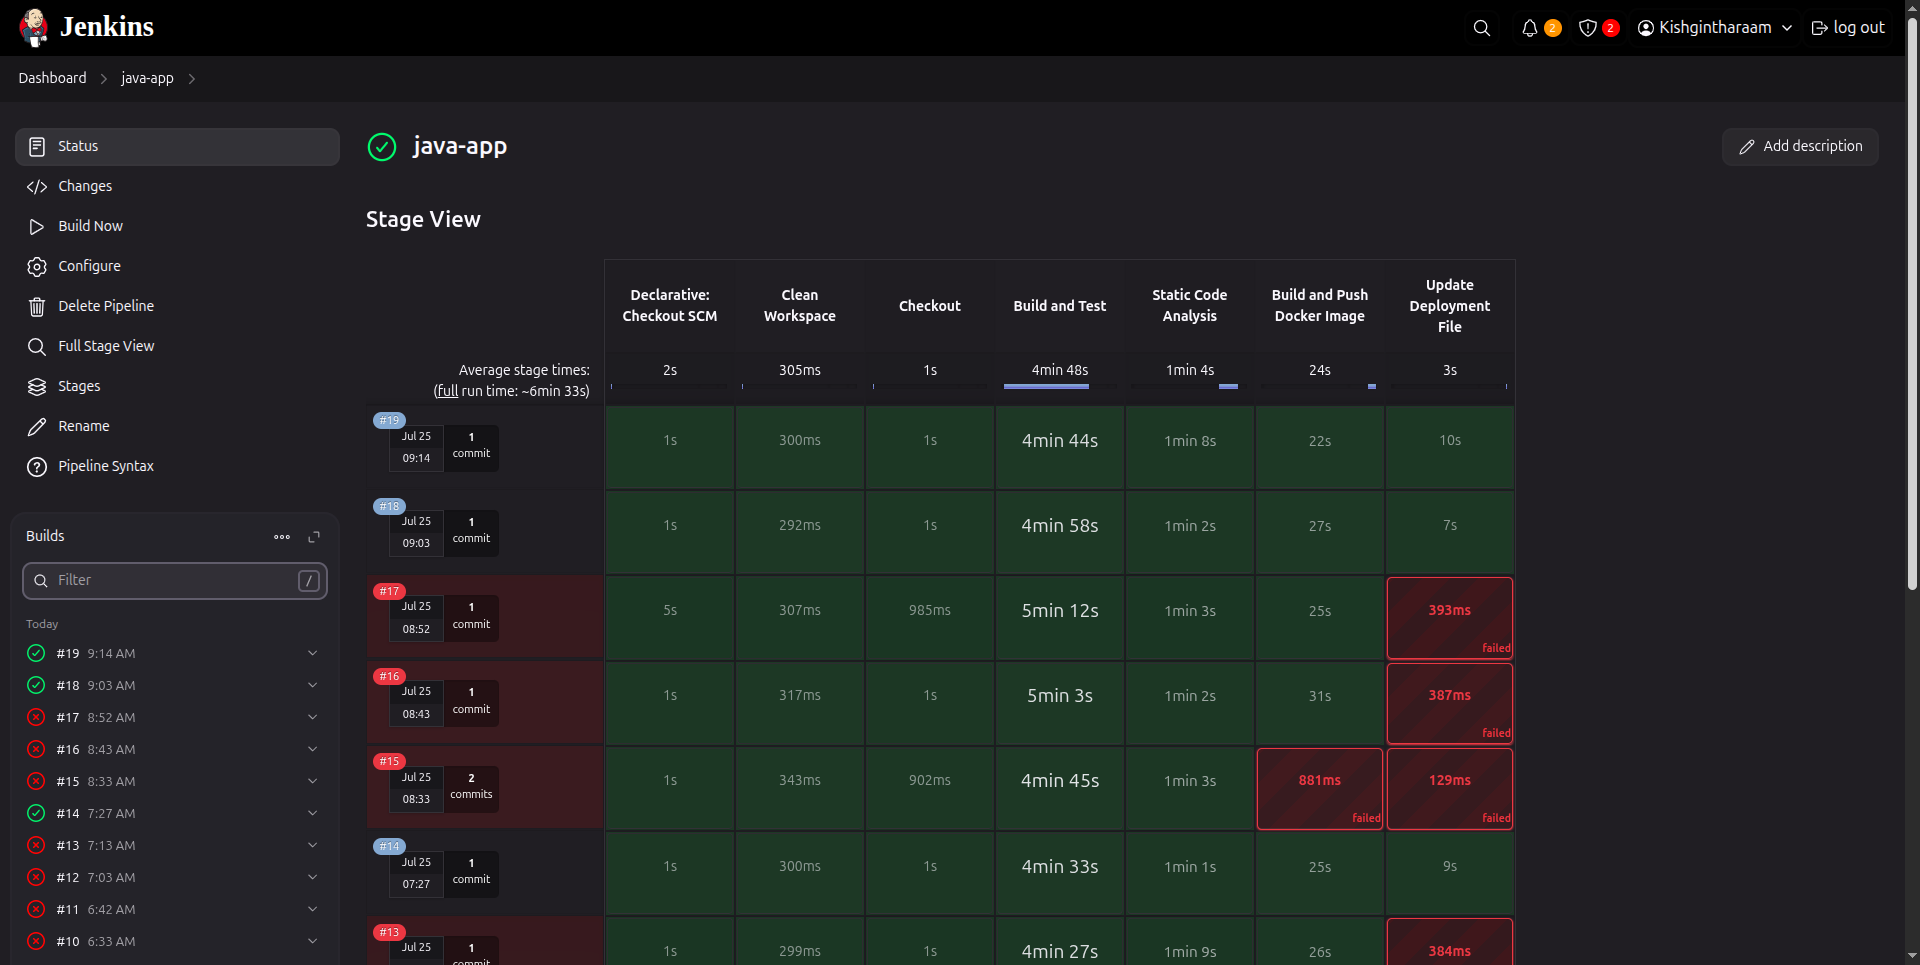 Jenkins
2
2
Kishgintharaam
log out
Dashboard
java-app
Status
Changes
Build Now
Configure
Delete Pipeline
Full Stage View
Stages
Rename
Pipeline Syntax
Builds
Filter
/
Today
#19 9:14 AM
#18 9:03 AM
#17 8:52 AM
#16 8:43 AM
#15 8:33 AM
#14 7:27 AM
#13 7:13 AM
#12 7:03 AM
#11 6:42 AM
#10 6:33 AM
java-app
Add description
Stage View
Declarative:
Checkout SCM
Clean
Workspace
Checkout
Build and Test
Static Code
Analysis
Build and Push
Docker Image
Update
Deployment
File
Average stage times:
(full run time: ~6min 33s)
2s
305ms
1s
4min 48s
1min 4s
24s
3s
#19
Jul 25
09:14
1
commit
1s
300ms
1s
4min 44s
1min 8s
22s
10s
#18
Jul 25
09:03
1
commit
1s
292ms
1s
4min 58s
1min 2s
27s
7s
#17
Jul 25
08:52
1
commit
5s
307ms
985ms
5min 12s
1min 3s
25s
393ms
failed
#16
Jul 25
08:43
1
commit
1s
317ms
1s
5min 3s
1min 2s
31s
387ms
failed
#15
Jul 25
08:33
2
commits
1s
343ms
902ms
4min 45s
1min 3s
881ms
failed
129ms
failed
#14
Jul 25
07:27
1
commit
1s
300ms
1s
4min 33s
1min 1s
25s
9s
#13
Jul 25
1
commit
1s
299ms
1s
4min 27s
1min 9s
26s
384ms